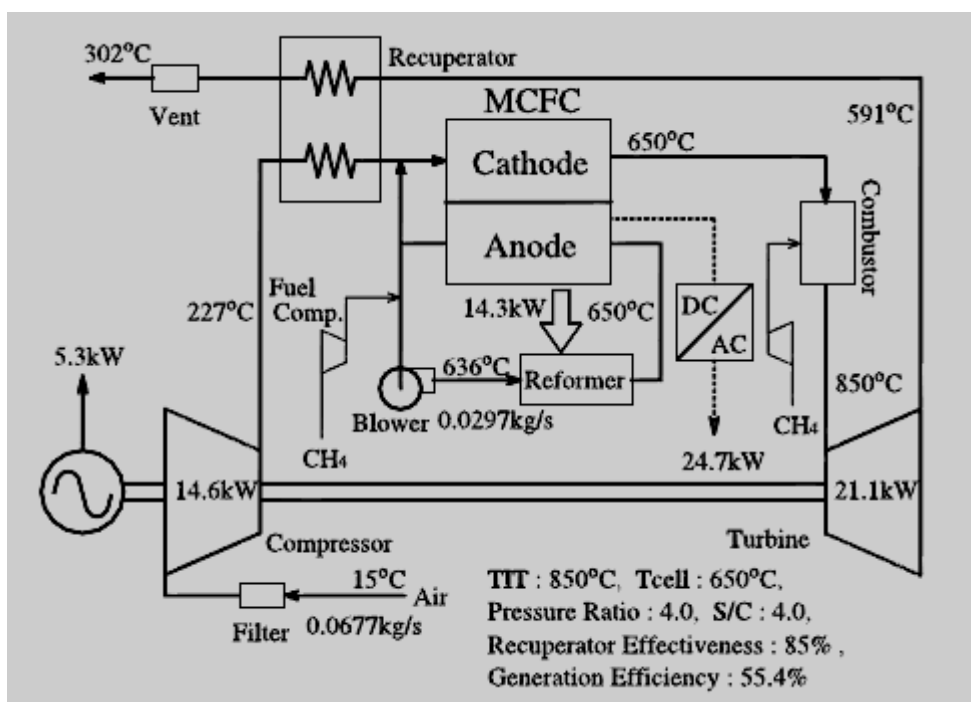 302°C
Recuperator
Vent
MCFC
591°C
650°C
Cathode
Combustor
Anode
Fuel
Comp.
227°C
14.3kW
650°C
DC
AC
5.3kW
636°C
Reformer
850°C
Blower
0.0297kg/s
CH4
CH4
24.7kW
14.6kW
21.1kW
Compressor
Turbine
15°C
Air
Filter
0.0677kg/s
TIT : 850°C, Tcell : 650°C,
Pressure Ratio : 4.0, S/C : 4.0,
Recuperator Effectiveness : 85% ,
Generation Efficiency : 55.4%